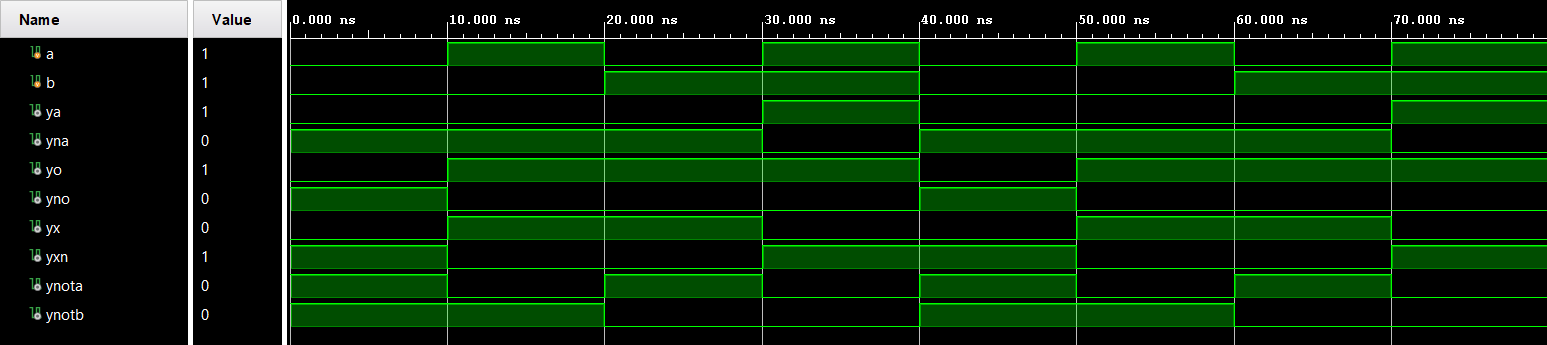 Name Value 0.000 ns 10.000 ns 20.000 ns 30.000 ns 40.000 ns 50.000 ns 60.000 ns 70.000 ns
a 1
b 1
ya 1
yna 0
yo 1
yno 0
yx 0
yxn 1
ynota 0
ynotb 0